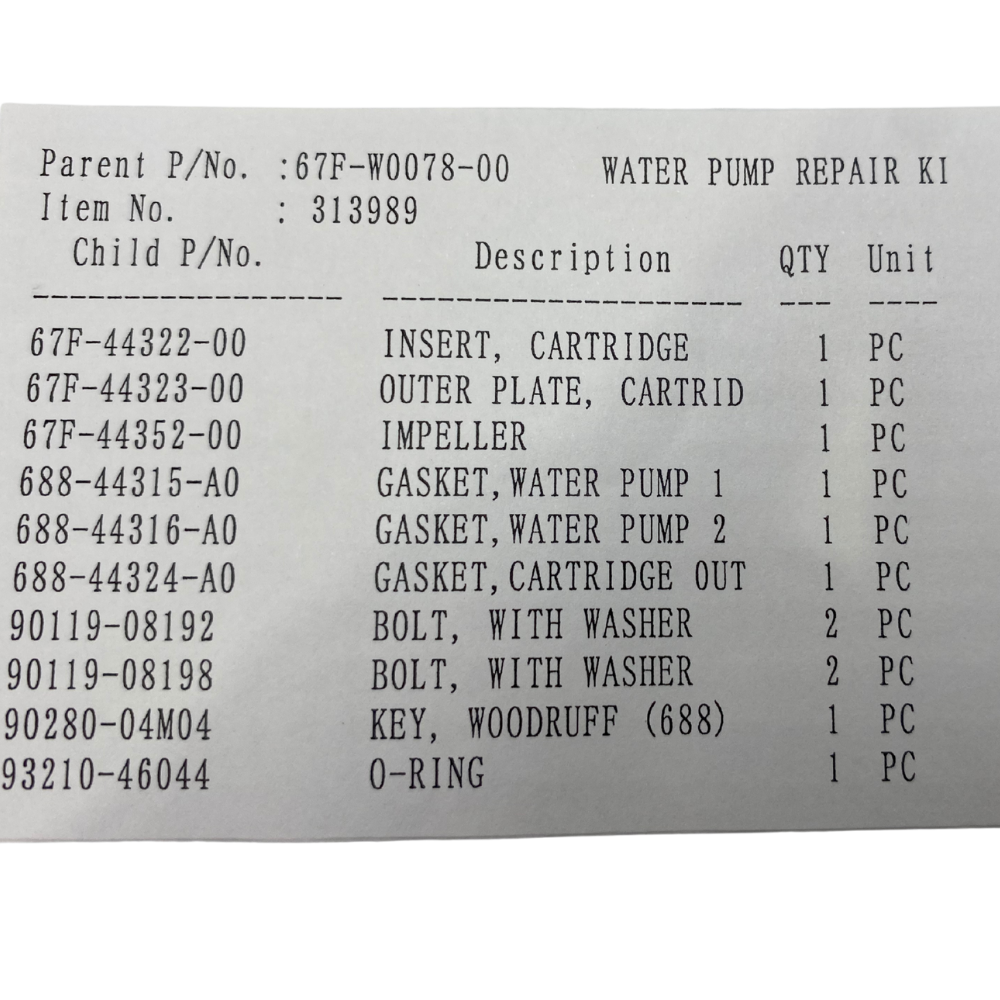 Parent P/No. :67F-W0078-00 WATER PUMP REPAIR KI
Item No. : 313989
Child P/No. Description QTY Unit
----------------- -------------------- --- ----
67F-44322-00 INSERT, CARTRIDGE 1 PC
67F-44323-00 OUTER PLATE, CARTRID 1 PC
67F-44352-00 IMPELLER 1 PC
688-44315-A0 GASKET,WATER PUMP 1 1 PC
688-44316-A0 GASKET,WATER PUMP 2 1 PC
688-44324-A0 GASKET,CARTRIDGE OUT 1 PC
90119-08192 BOLT, WITH WASHER 2 PC
90119-08198 BOLT, WITH WASHER 2 PC
90280-04M04 KEY, WOODRUFF (688) 1 PC
93210-46044 O-RING 1 PC